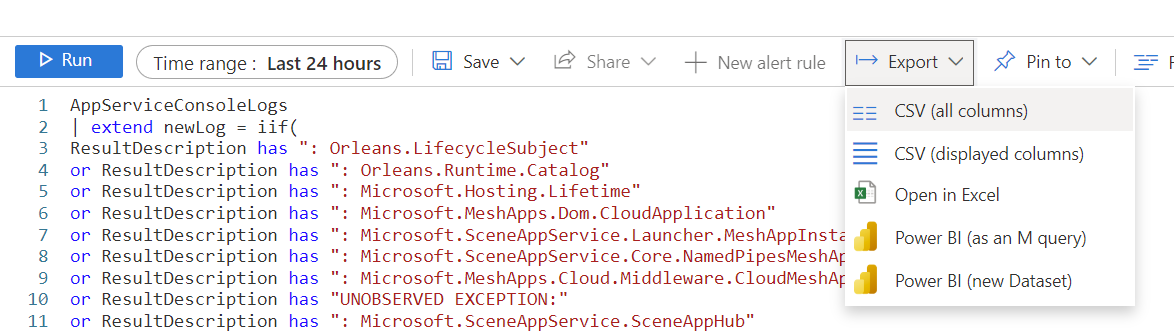 Run
Time range : Last 24 hours
Save
Share
New alert rule
Export
Pin to
CSV (all columns)
CSV (displayed columns)
Open in Excel
Power BI (as an M query)
Power BI (new Dataset)
1 AppServiceConsoleLogs
2 | extend newLog = iif(
3 ResultDescription has ": Orleans.LifecycleSubject"
4 or ResultDescription has ": Orleans.Runtime.Catalog"
5 or ResultDescription has ": Microsoft.Hosting.Lifetime"
6 or ResultDescription has ": Microsoft.MeshApps.Dom.CloudApplication"
7 or ResultDescription has ": Microsoft.SceneAppService.Launcher.MeshAppInsta
8 or ResultDescription has ": Microsoft.SceneAppService.Core.NamedPipesMeshAp
9 or ResultDescription has ": Microsoft.MeshApps.Cloud.Middleware.CloudMeshAp
10 or ResultDescription has "UNOBSERVED EXCEPTION:"
11 or ResultDescription has ": Microsoft.SceneAppService.SceneAppHub"